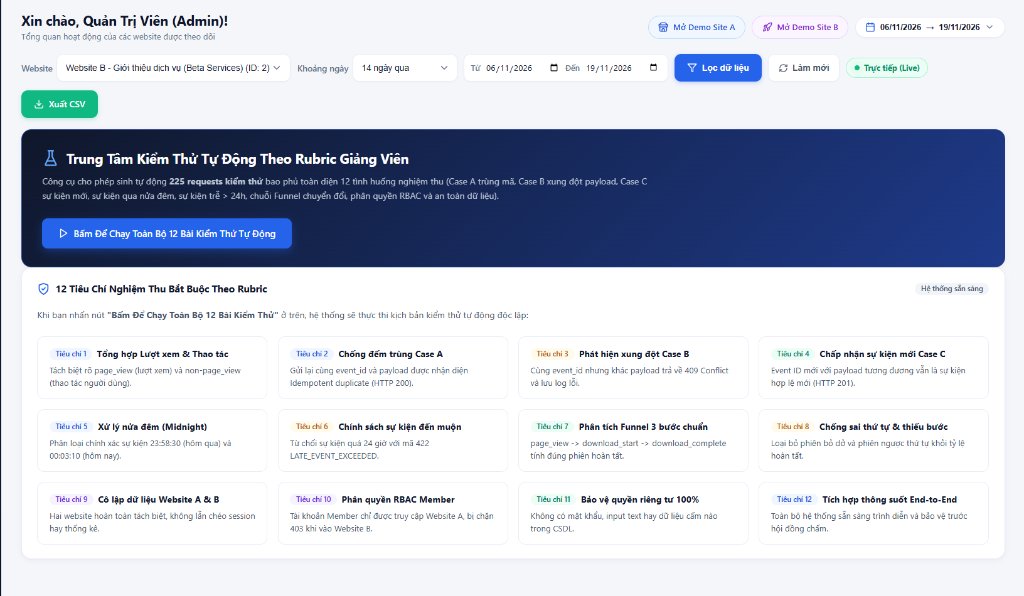 Xin chào, Quản Trị Viên (Admin)!
Tổng quan hoạt động của các website được theo dõi
Mở Demo Site A
Mở Demo Site B
06/11/2026 → 19/11/2026
Website
Website B - Giới thiệu dịch vụ (Beta Services) (ID: 2)
Khoảng ngày
14 ngày qua
Từ 06/11/2026
Đến 19/11/2026
Lọc dữ liệu
Làm mới
Trực tiếp (Live)
Xuất CSV
Trung Tâm Kiểm Thử Tự Động Theo Rubric Giảng Viên
Công cụ cho phép sinh tự động 225 requests kiểm thử bao phủ toàn diện 12 tình huống nghiệm thu (Case A trùng mã, Case B xung đột payload, Case C
sự kiện mới, sự kiện qua nửa đêm, sự kiện trễ > 24h, chuỗi Funnel chuyển đổi, phân quyền RBAC và an toàn dữ liệu).
Bấm Để Chạy Toàn Bộ 12 Bài Kiểm Thử Tự Động
12 Tiêu Chí Nghiệm Thu Bắt Buộc Theo Rubric
Hệ thống sẵn sàng
Khi bạn nhấn nút "Bấm Để Chạy Toàn Bộ 12 Bài Kiểm Thử" ở trên, hệ thống sẽ thực thi kịch bản kiểm thử tự động độc lập:
Tiêu chí 1 Tổng hợp Lượt xem & Thao tác
Tách biệt rõ page_view (lượt xem) và non-page_view
(thao tác người dùng).
Tiêu chí 2 Chống đếm trùng Case A
Gửi lại cùng event_id và payload được nhận diện
Idempotent duplicate (HTTP 200).
Tiêu chí 3 Phát hiện xung đột Case B
Cùng event_id nhưng khác payload trả về 409 Conflict
và lưu log lỗi.
Tiêu chí 4 Chấp nhận sự kiện mới Case C
Event ID mới với payload tương đương vẫn là sự kiện
hợp lệ mới (HTTP 201).
Tiêu chí 5 Xử lý nửa đêm (Midnight)
Phân loại chính xác sự kiện 23:58:30 (hôm qua) và
00:03:10 (hôm nay).
Tiêu chí 6 Chính sách sự kiện đến muộn
Từ chối sự kiện quá 24 giờ với mã 422
LATE_EVENT_EXCEEDED.
Tiêu chí 7 Phân tích Funnel 3 bước chuẩn
page_view -> download_start -> download_complete
tính đúng phiên hoàn tất.
Tiêu chí 8 Chống sai thứ tự & thiếu bước
Loại bỏ phiên bỏ dở và phiên ngược thứ tự khỏi tỷ lệ
hoàn tất.
Tiêu chí 9 Cô lập dữ liệu Website A & B
Hai website hoàn toàn tách biệt, không lẫn chéo session
hay thống kê.
Tiêu chí 10 Phân quyền RBAC Member
Tài khoản Member chỉ được truy cập Website A, bị chặn
403 khi vào Website B.
Tiêu chí 11 Bảo vệ quyền riêng tư 100%
Không có mật khẩu, input text hay dữ liệu cấm nào
trong CSDL.
Tiêu chí 12 Tích hợp thông suốt End-to-End
Toàn bộ hệ thống sẵn sàng trình diễn và bảo vệ trước
hội đồng chấm.